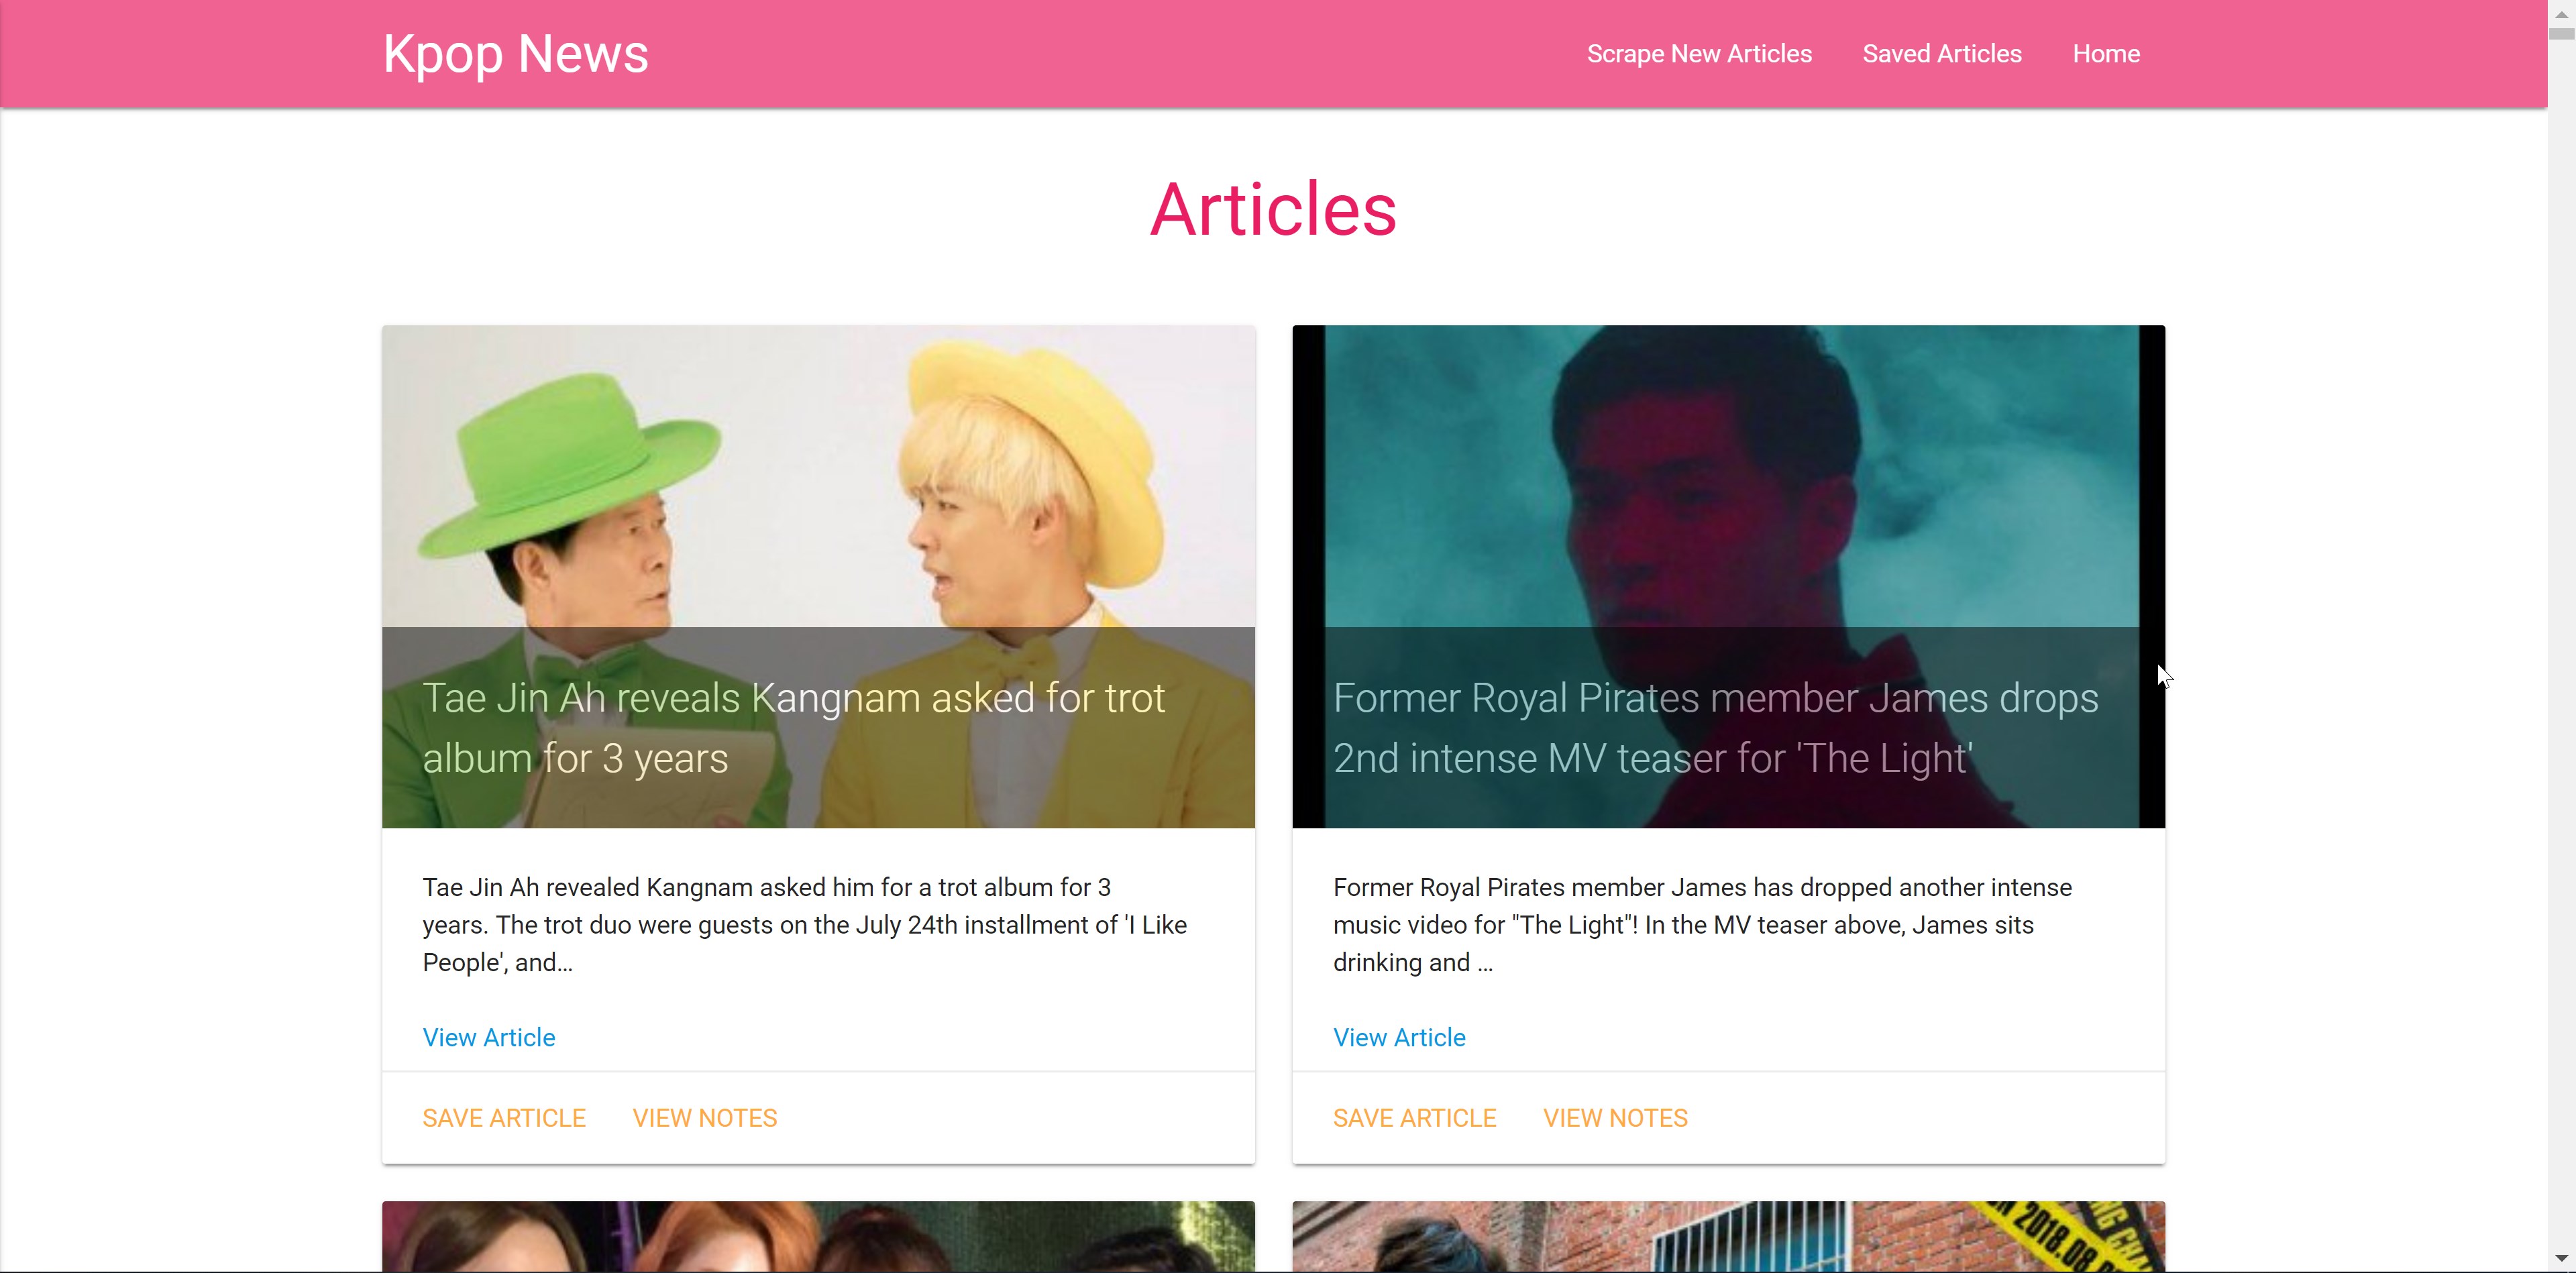 Kpop News
Scrape New Articles
Saved Articles
Home
Articles
Tae Jin Ah reveals Kangnam asked for trot
album for 3 years
Tae Jin Ah revealed Kangnam asked him for a trot album for 3
years. The trot duo were guests on the July 24th installment of 'I Like
People', and...
View Article
SAVE ARTICLE
VIEW NOTES
Former Royal Pirates member James drops
2nd intense MV teaser for 'The Light'
Former Royal Pirates member James has dropped another intense
music video for "The Light"! In the MV teaser above, James sits
drinking and ...
View Article
SAVE ARTICLE
VIEW NOTES
2018.08